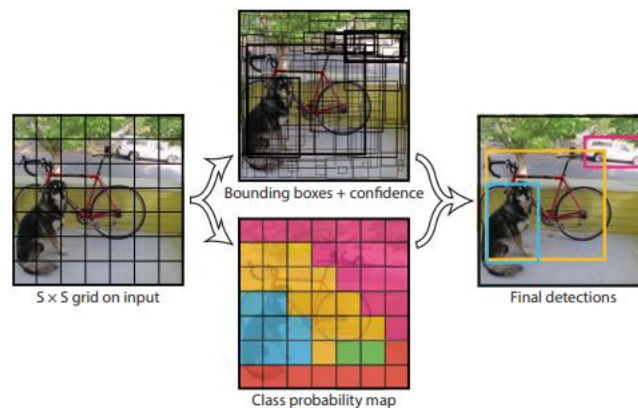 Bounding boxes + confidence
S × S grid on input
Final detections
Class probability map